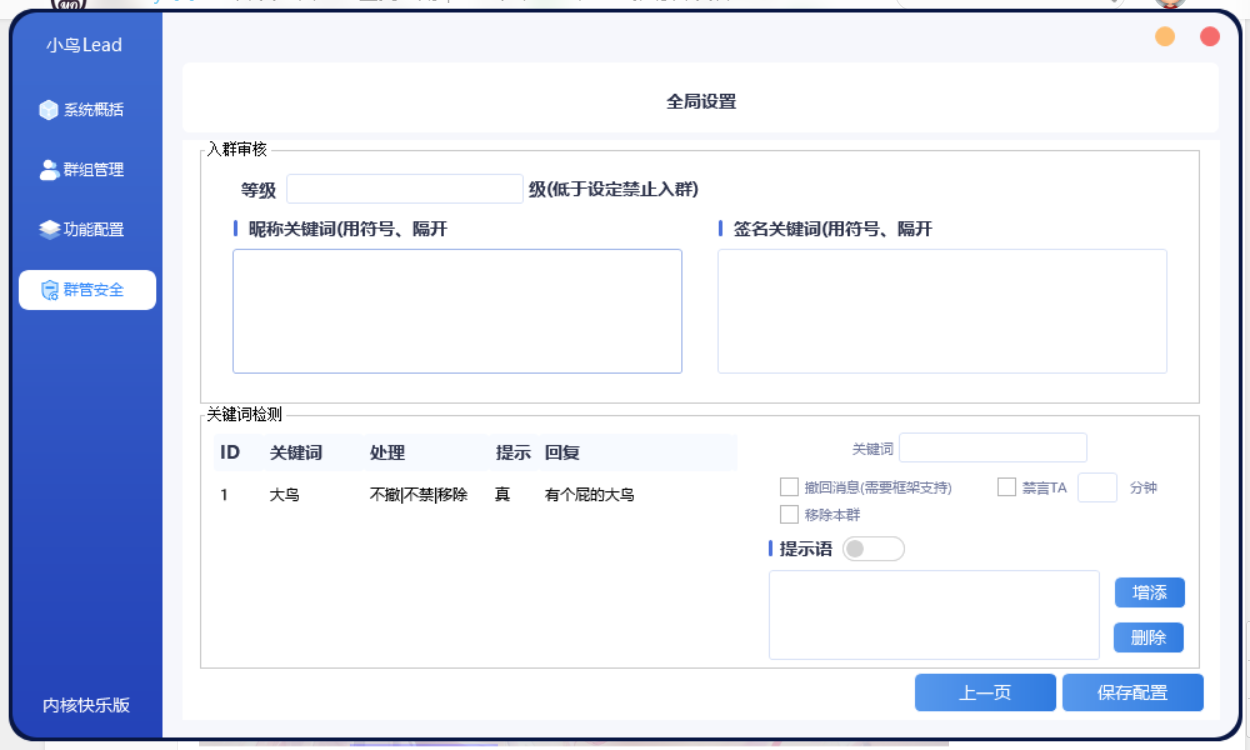 小鸟Lead
系统概括
群组管理
功能配置
群管安全
内核快乐版
全局设置
入群审核
等级 级(低于设定禁止入群)
昵称关键词(用符号、隔开 签名关键词(用符号、隔开
关键词检测
ID 关键词 处理 提示 回复
1 大鸟 不撤|不禁|移除 真 有个屁的大鸟
关键词
撤回消息(需要框架支持) 禁言TA 分钟
移除本群
提示语
增添
删除
上一页 保存配置